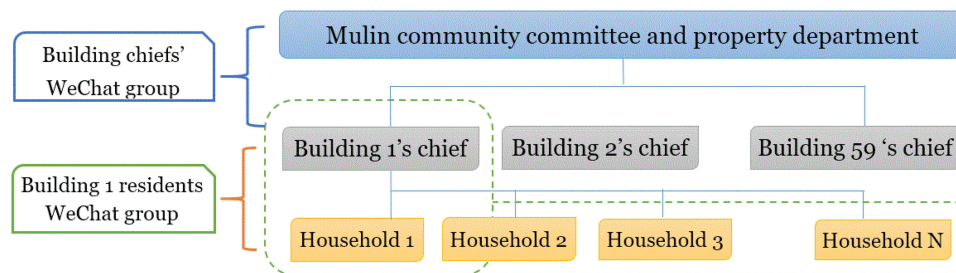 Mulin community committee and property department
Building chiefs’
WeChat group
Building 1’s chief
Building 2’s chief
Building 59 ‘s chief
Building 1 residents
WeChat group
Household 1
Household 2
Household 3
Household N